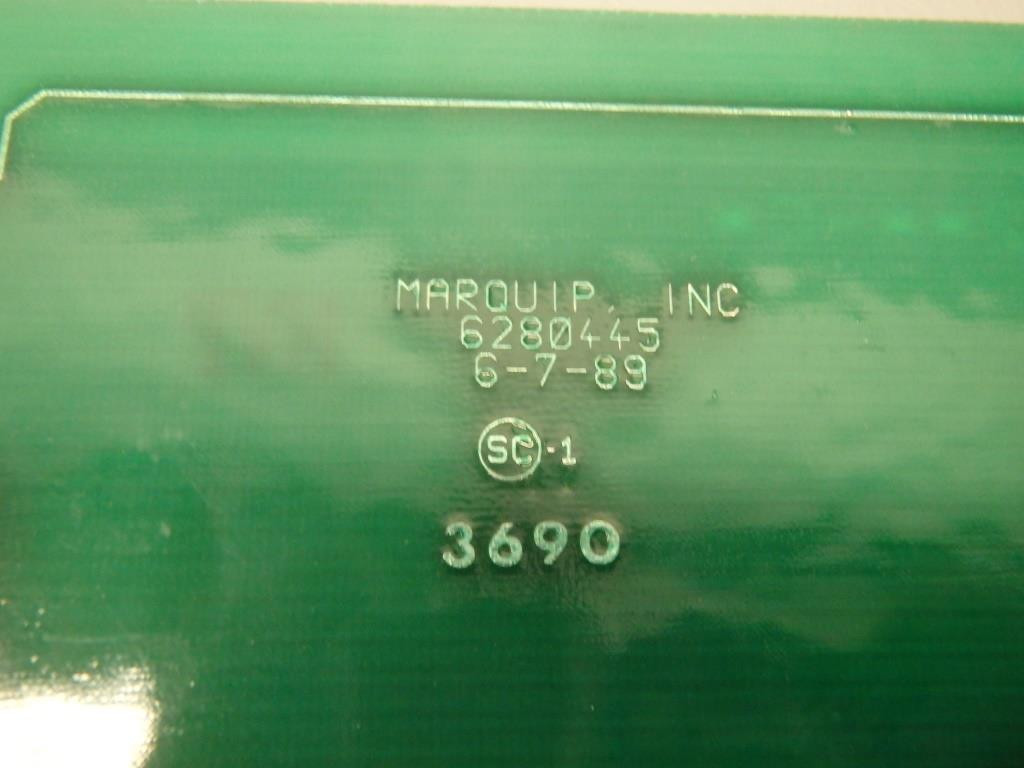 MARQUIP, INC
6280445
6-7-89
SC-1
3690